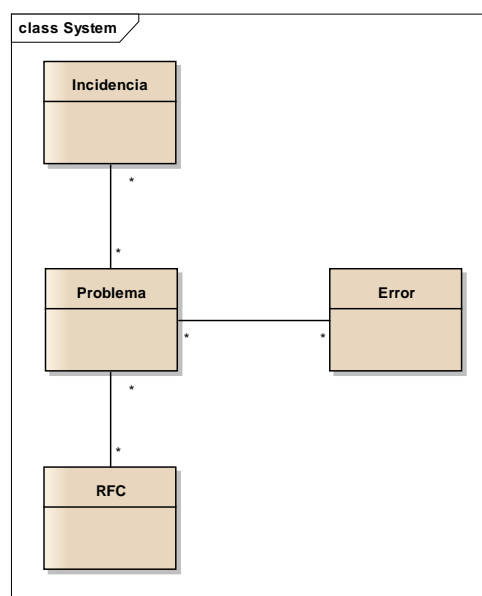 class System
Incidencia
*
*
Problema
Error
*
*
*
*
RFC